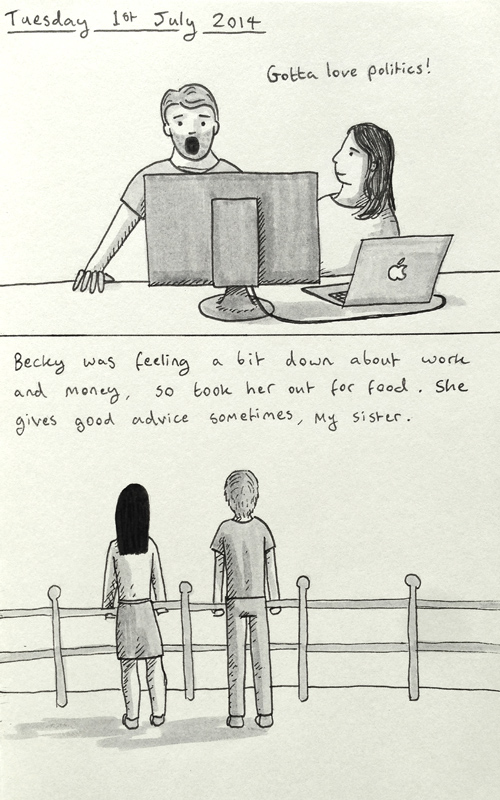 Tuesday 1st July 2014
Gotta love politics!
Becky was feeling a bit down about work
and money, so took her out for food. She
gives good advice sometimes, my sister.